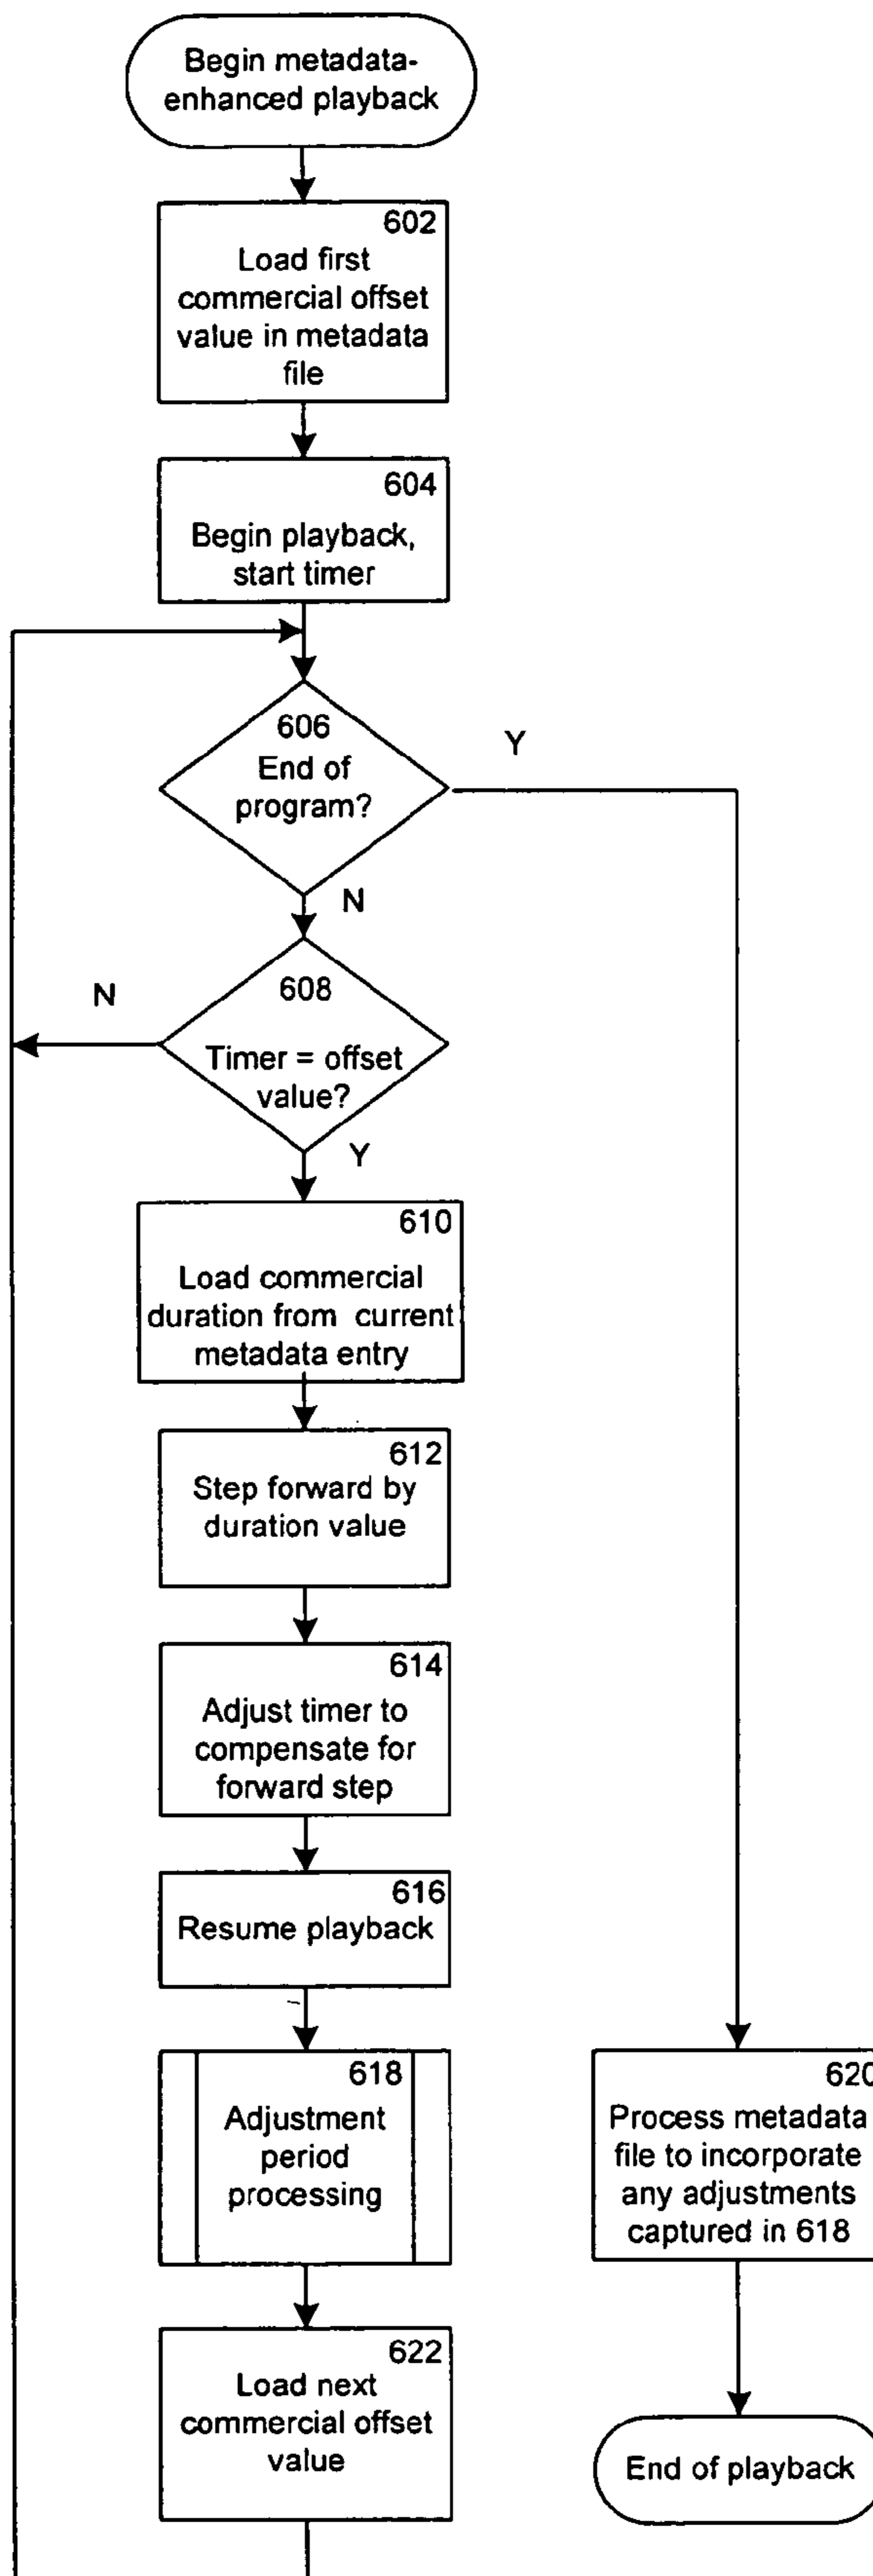 Begin metadata-
enhanced playback
602
Load first
commercial offset
value in metadata
file
604
Begin playback,
start timer
606
End of
program?
Y
N
608
Timer = offset
value?
N
Y
610
Load commercial
duration from current
metadata entry
612
Step forward by
duration value
614
Adjust timer to
compensate for
forward step
616
Resume playback
618
Adjustment
period
processing
620
Process metadata
file to incorporate
any adjustments
captured in 618
622
Load next
commercial offset
value
End of playback